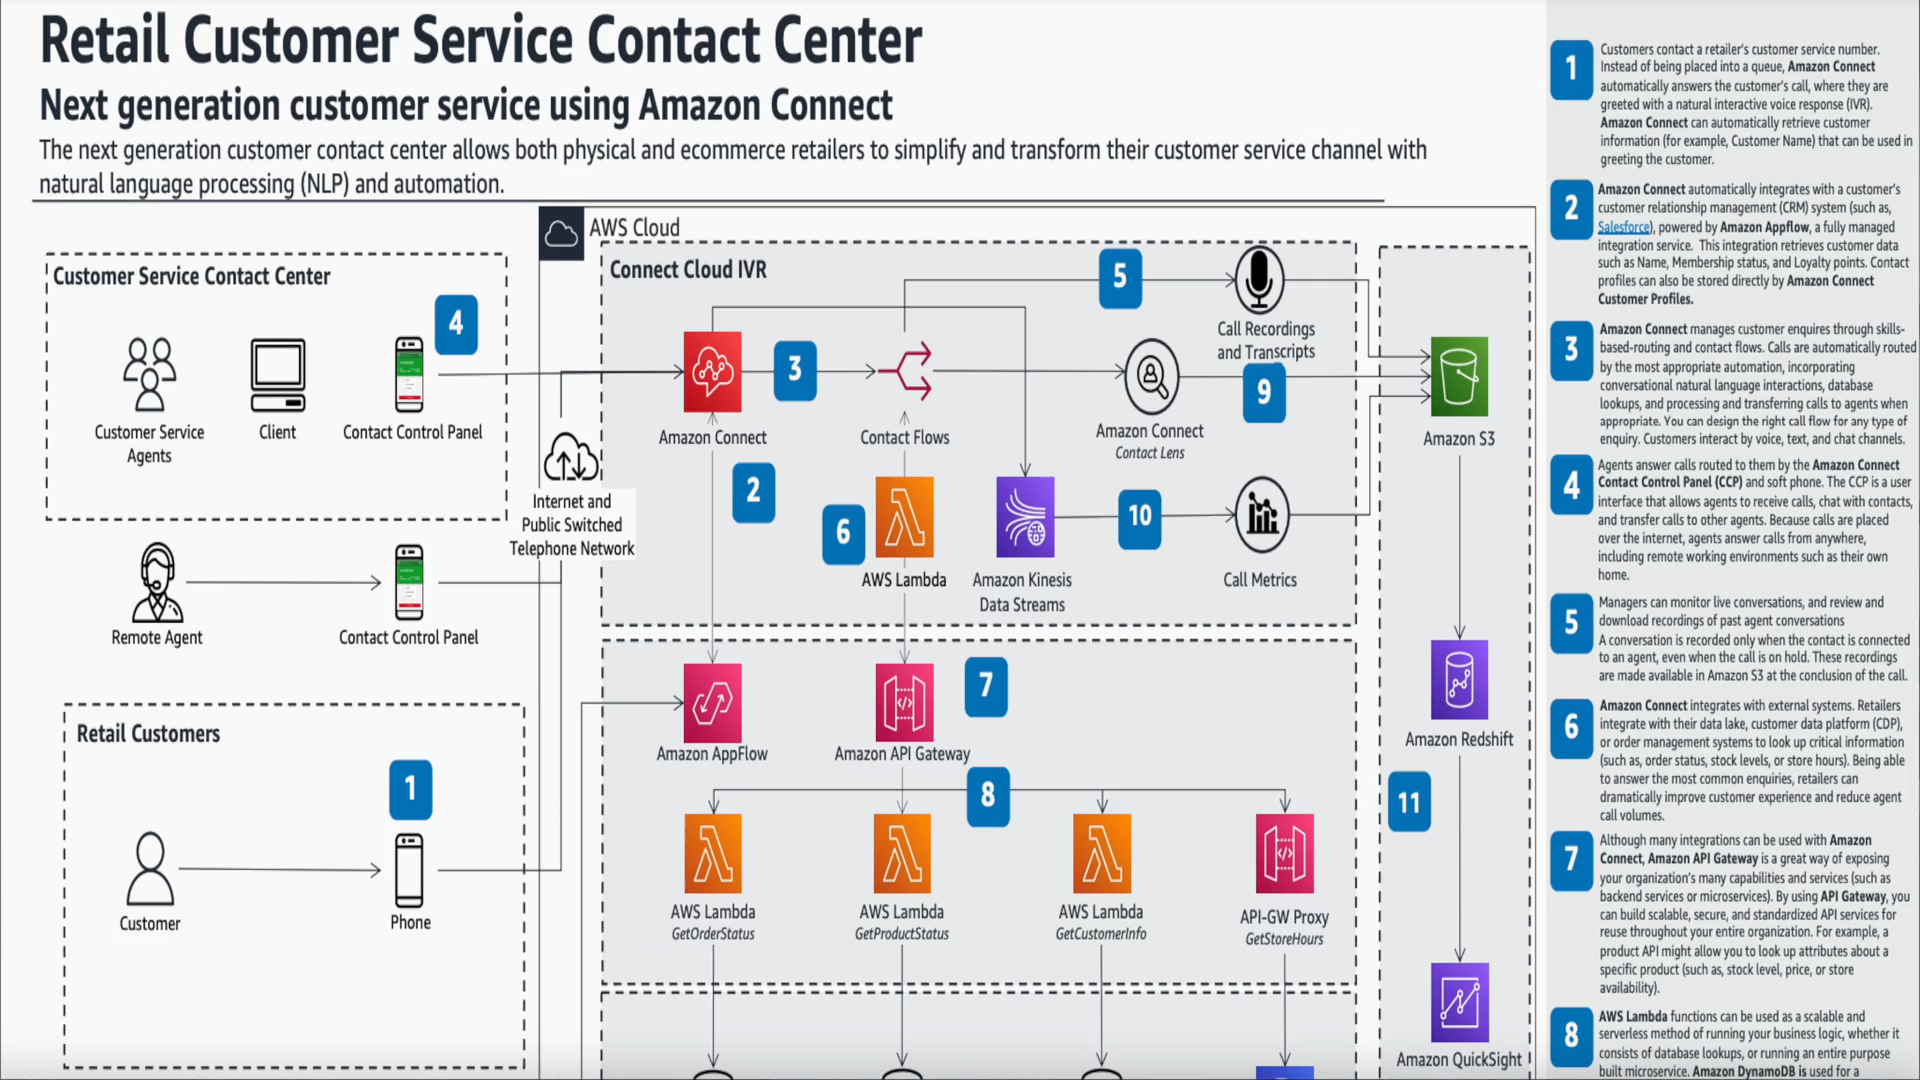 Retail Customer Service Contact Center
Next generation customer service using Amazon Connect
The next generation customer contact center allows both physical and ecommerce retailers to simplify and transform their customer service channel with
natural language processing (NLP) and automation.
AWS Cloud
Customer Service Contact Center
4
Customer Service
Agents
Client
Contact Control Panel
Remote Agent
Contact Control Panel
Internet and
Public Switched
Telephone Network
Retail Customers
1
Customer
Phone
Connect Cloud IVR
5
Call Recordings
and Transcripts
3
9
Amazon Connect
Contact Flows
Amazon Connect
Contact Lens
2
6
10
AWS Lambda
Amazon Kinesis
Data Streams
Call Metrics
7
Amazon AppFlow
Amazon API Gateway
8
AWS Lambda
GetOrderStatus
AWS Lambda
GetProductStatus
AWS Lambda
GetCustomerInfo
API-GW Proxy
GetStoreHours
Amazon S3
Amazon Redshift
11
Amazon QuickSight
1
Customers contact a retailer's customer service number.
Instead of being placed into a queue, Amazon Connect
automatically answers the customer's call, where they are
greeted with a natural interactive voice response (IVR).
Amazon Connect can automatically retrieve customer
information (for example, Customer Name) that can be used in
greeting the customer.
2
Amazon Connect automatically integrates with a customer's
customer relationship management (CRM) system (such as,
Salesforce), powered by Amazon Appflow, a fully managed
integration service. This integration retrieves customer data
such as Name, Membership status, and Loyalty points. Contact
profiles can also be stored directly by Amazon Connect
Customer Profiles.
3
Amazon Connect manages customer enquires through skills-
based-routing and contact flows. Calls are automatically routed
by the most appropriate automation, incorporating
conversational natural language interactions, database
lookups, and processing and transferring calls to agents when
appropriate. You can design the right call flow for any type of
enquiry. Customers interact by voice, text, and chat channels.
4
Agents answer calls routed to them by the Amazon Connect
Contact Control Panel (CCP) and soft phone. The CCP is a user
interface that allows agents to receive calls, chat with contacts,
and transfer calls to other agents. Because calls are placed
over the internet, agents answer calls from anywhere,
including remote working environments such as their own
home.
5
Managers can monitor live conversations, and review and
download recordings of past agent conversations
A conversation is recorded only when the contact is connected
to an agent, even when the call is on hold. These recordings
are made available in Amazon S3 at the conclusion of the call.
6
Amazon Connect integrates with external systems. Retailers
integrate with their data lake, customer data platform (CDP),
or order management systems to look up critical information
(such as, order status, stock levels, or store hours). Being able
to answer the most common enquiries, retailers can
dramatically improve customer experience and reduce agent
call volumes.
7
Although many integrations can be used with Amazon
Connect, Amazon API Gateway is a great way of exposing
your organization's many capabilities and services (such as
backend services or microservices). By using API Gateway, you
can build scalable, secure, and standardized API services for
reuse throughout your entire organization. For example, a
product API might allow you to look up attributes about a
specific product (such as, stock level, price, or store
availability).
8
AWS Lambda functions can be used as a scalable and
serverless method of running your business logic, whether it
consists of database lookups, or running an entire purpose
built microservice. Amazon DynamoDB is used for a